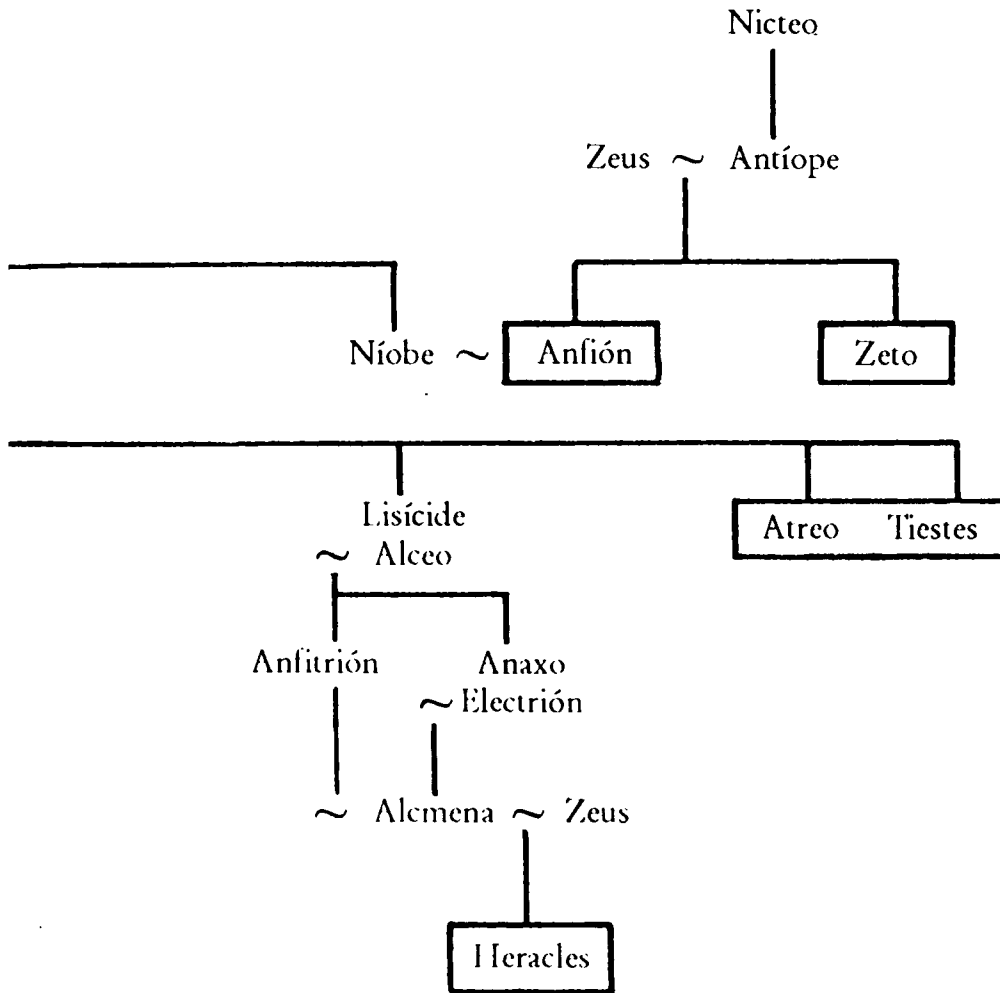 Nicteo
Zeus ~ Antíope
Níobe ~ Anfión Zeto
Lisícide
~ Alceo
Atreo Tiestes
Anfitrión Anaxo
~ Electrión
~ Alcmena ~ Zeus
Heracles